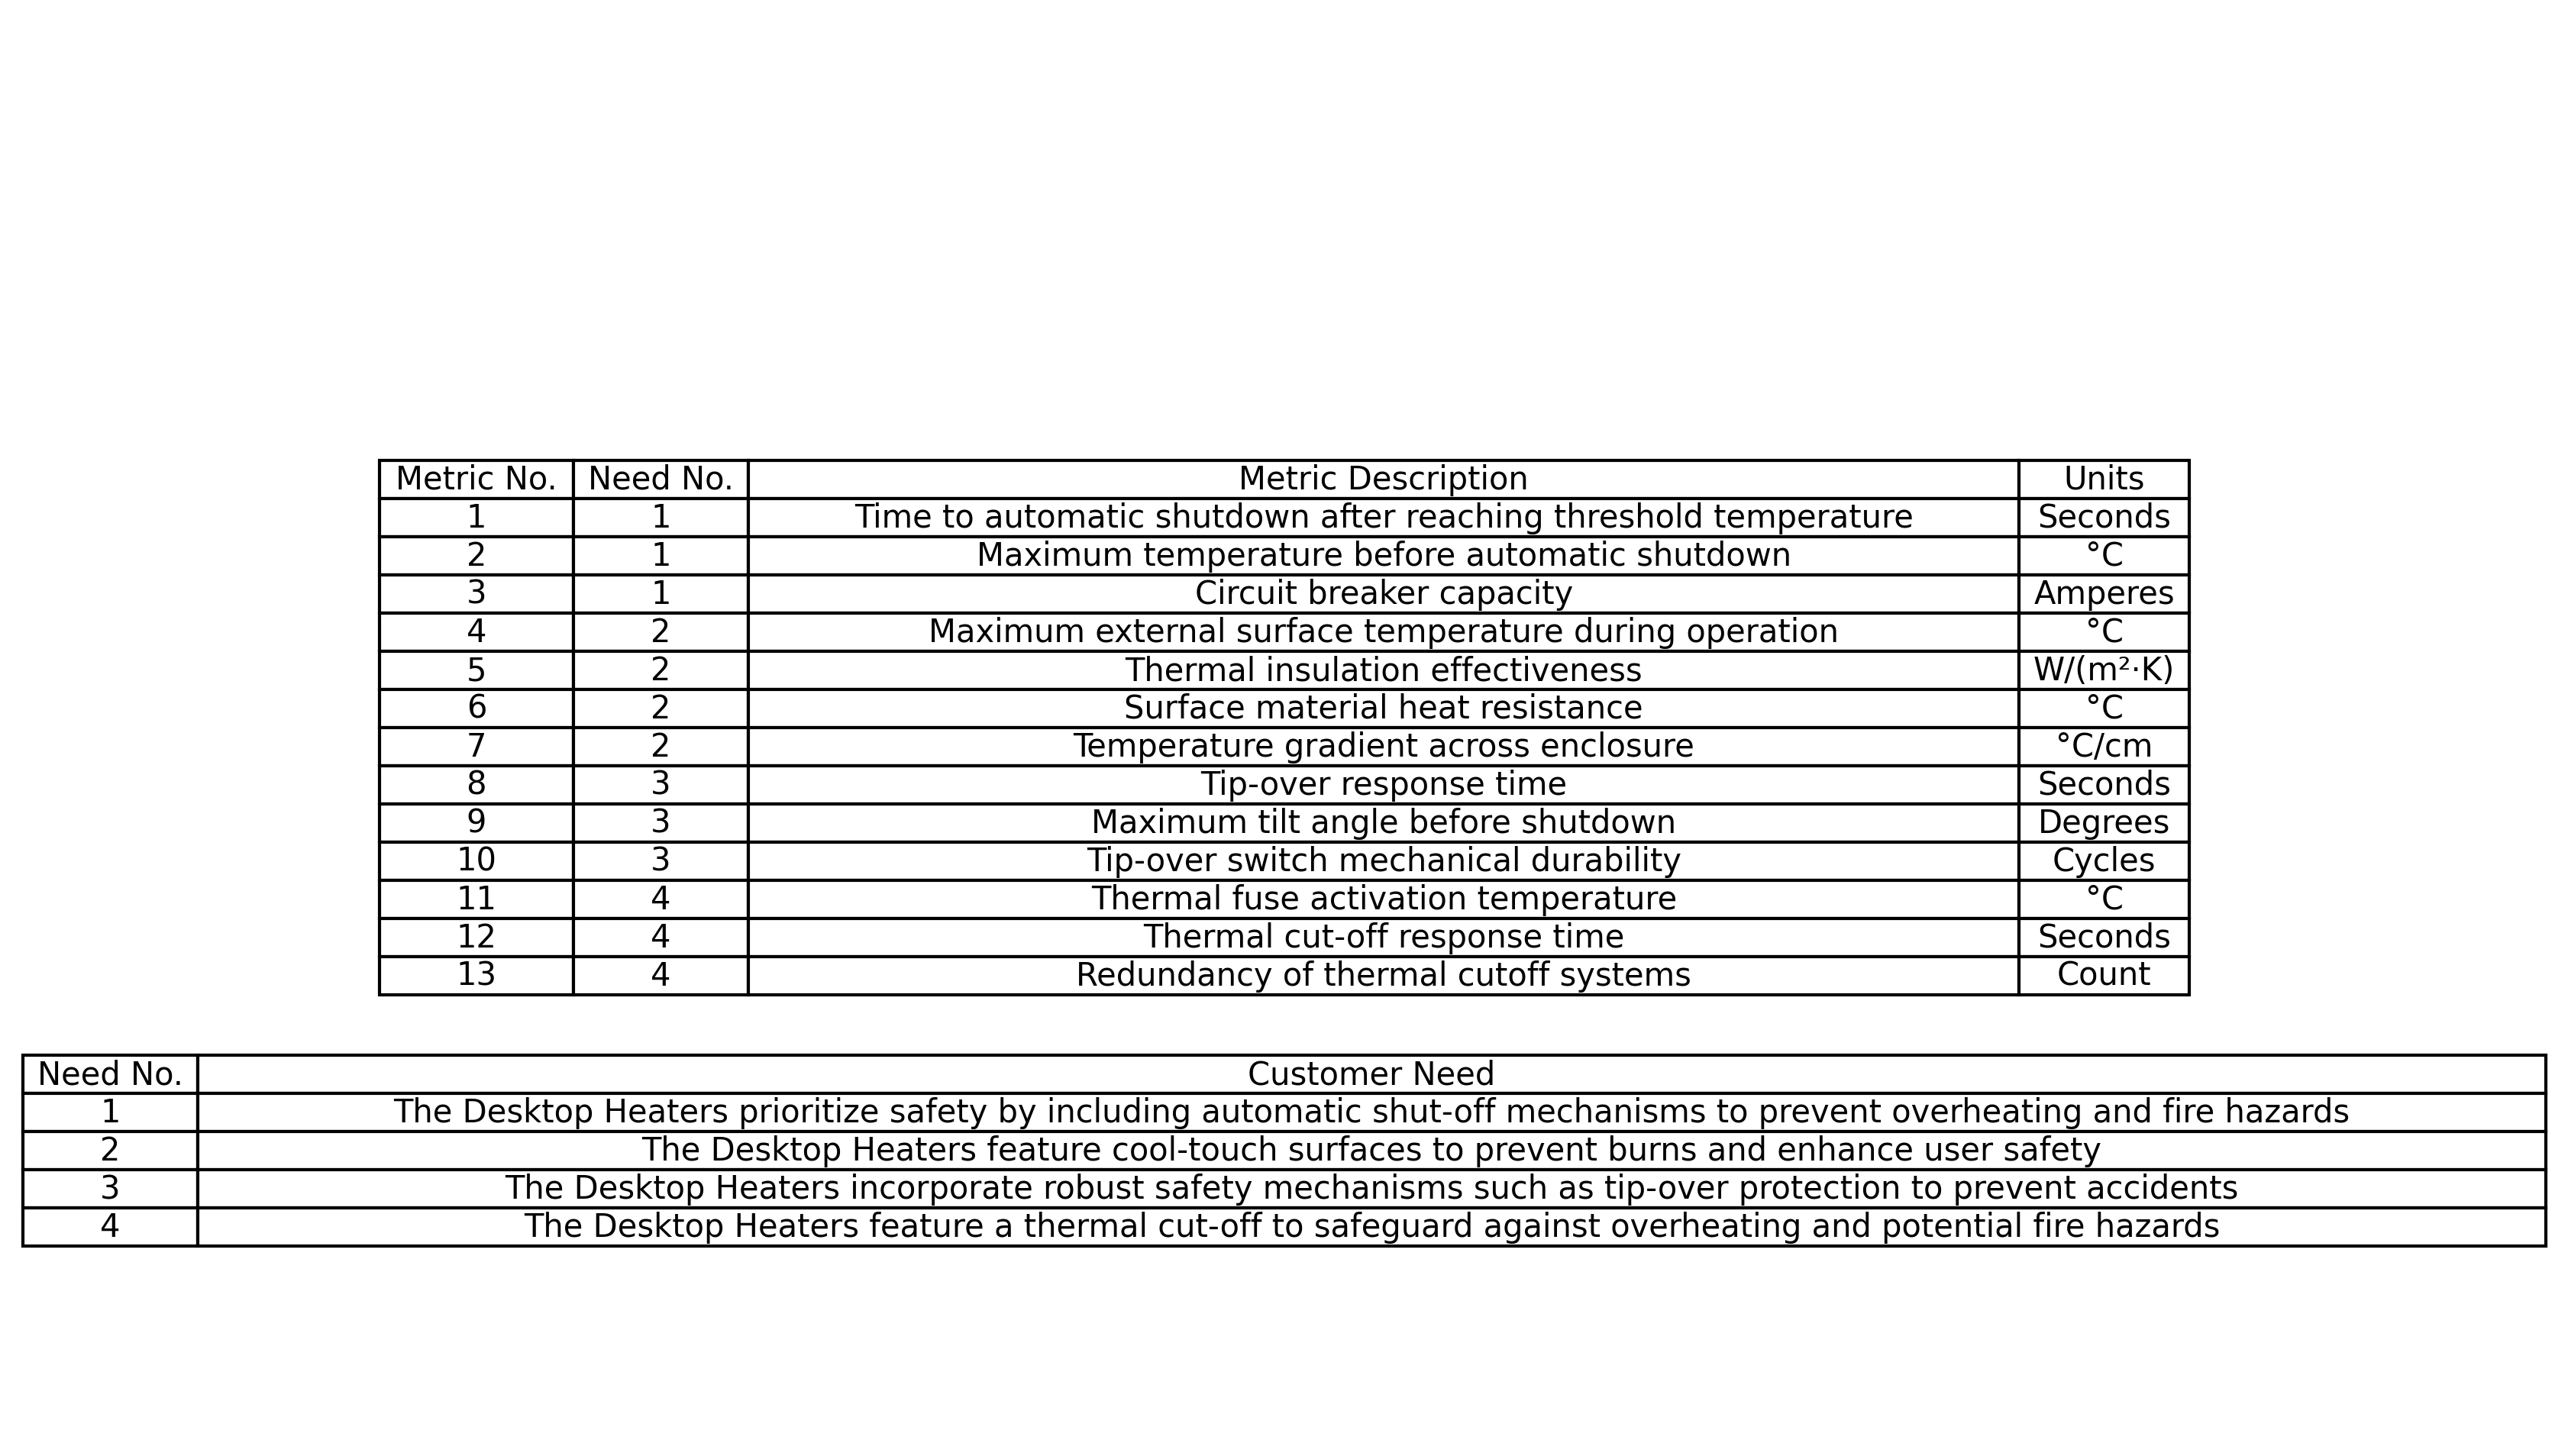 Metric No. Need No. Metric Description Units
1 1 Time to automatic shutdown after reaching threshold temperature Seconds
2 1 Maximum temperature before automatic shutdown °C
3 1 Circuit breaker capacity Amperes
4 2 Maximum external surface temperature during operation °C
5 2 Thermal insulation effectiveness W/(m²·K)
6 2 Surface material heat resistance °C
7 2 Temperature gradient across enclosure °C/cm
8 3 Tip-over response time Seconds
9 3 Maximum tilt angle before shutdown Degrees
10 3 Tip-over switch mechanical durability Cycles
11 4 Thermal fuse activation temperature °C
12 4 Thermal cut-off response time Seconds
13 4 Redundancy of thermal cutoff systems Count
Need No. Customer Need
1 The Desktop Heaters prioritize safety by including automatic shut-off mechanisms to prevent overheating and fire hazards
2 The Desktop Heaters feature cool-touch surfaces to prevent burns and enhance user safety
3 The Desktop Heaters incorporate robust safety mechanisms such as tip-over protection to prevent accidents
4 The Desktop Heaters feature a thermal cut-off to safeguard against overheating and potential fire hazards